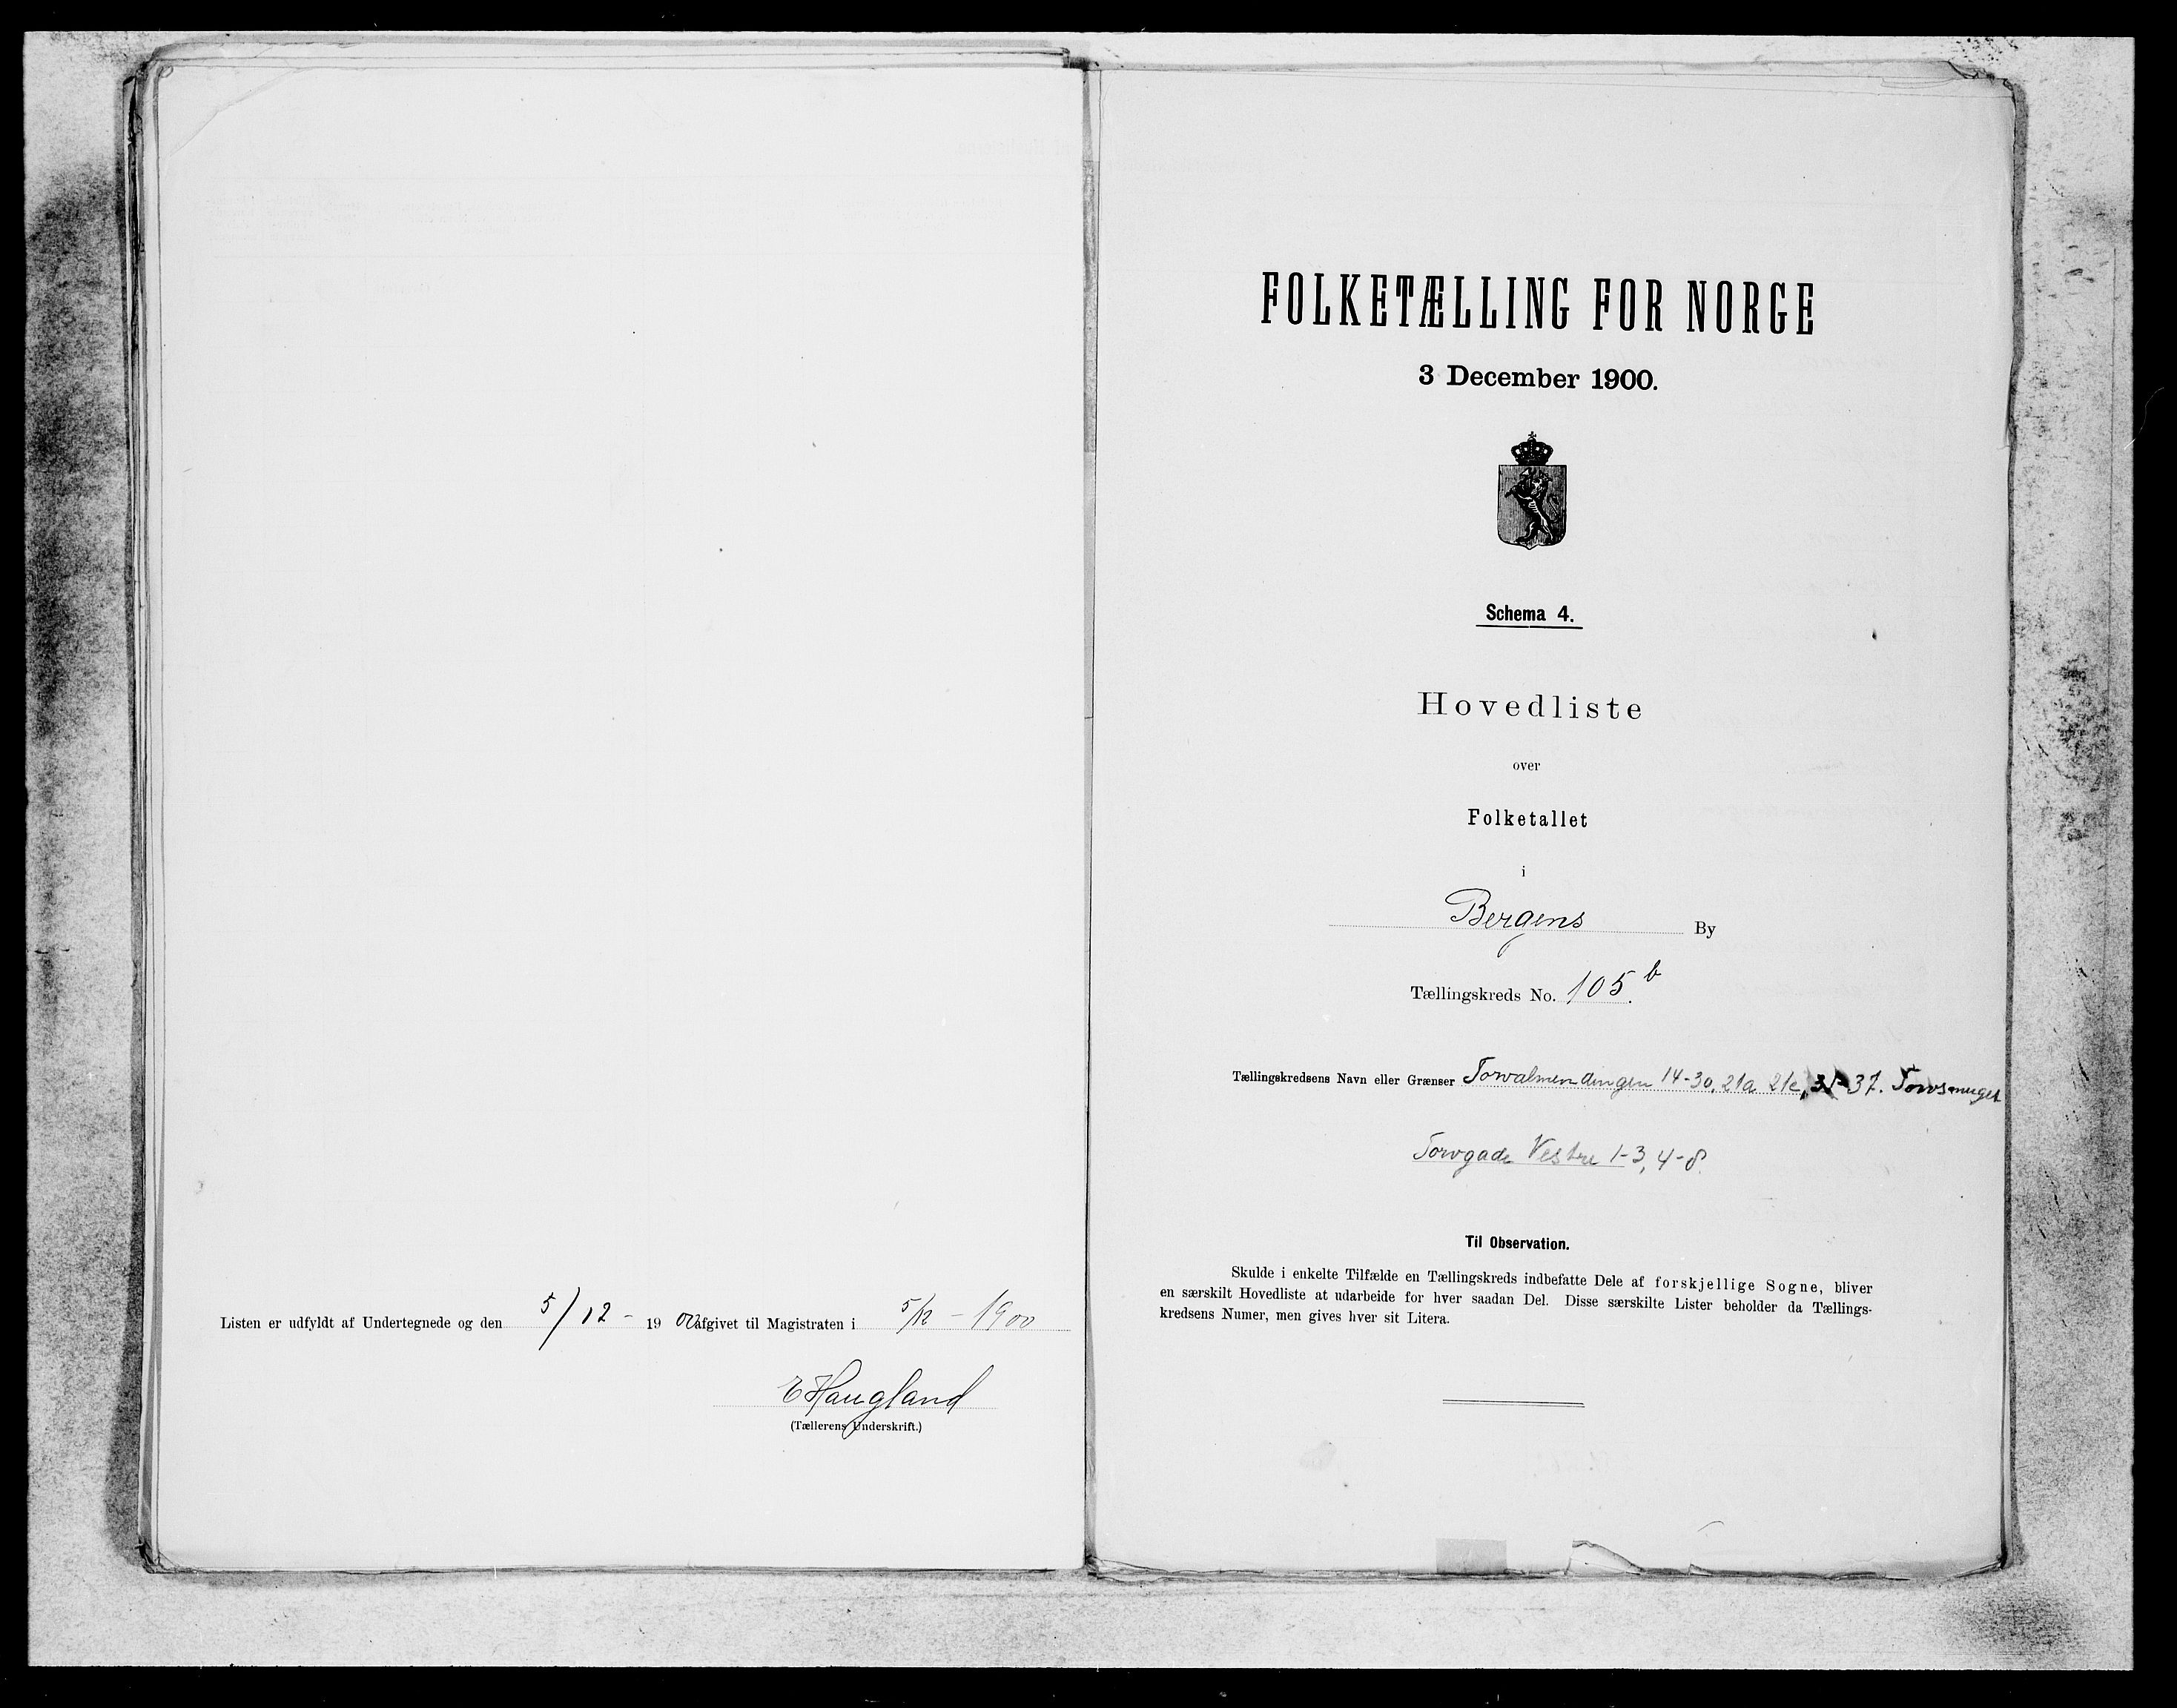 Listen er udfyldt af Undertegnede og den 5/12 - 1900 afgivet til Magistraten i 5/12 - 1900
E Haugland
(Tællerens Underskrift.)
FOLKETÆLLING FOR NORGE
3 December 1900.
Schema 4.
Hovedliste
over
Folketallet
i
Bergens By
Tællingskreds No. 105.b
Tællingskredsens Navn eller Grænser Torvalmendingen 14-30, 21a 21c, 37. Torvsmuget
Torvgade Vestre 1-3, 4-8.
Til Observation.
Skulde i enkelte Tilfælde en Tællingskreds indbefatte Dele af forskjellige Sogne, bliver
en særskilt Hovedliste at udarbeide for hver saadan Del. Disse særskilte Lister beholder da Tællings-
kredsens Numer, men gives hver sit Litera.